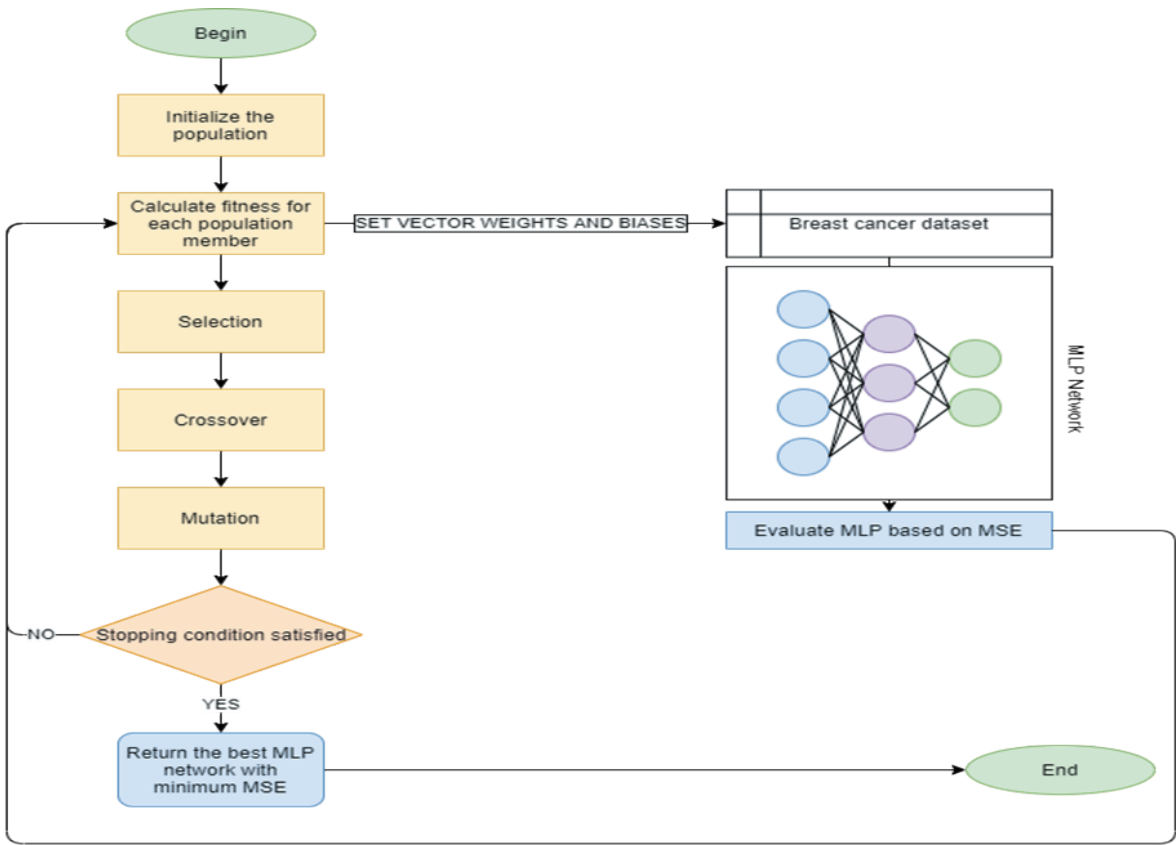 Begin
Initialize the
population
Calculate fitness for
each population
member
SET VECTOR WEIGHTS AND BIASES
Breast cancer dataset
Selection
MLP Network
Crossover
Mutation
Evaluate MLP based on MSE
NO
Stopping condition satisfied
YES
Return the best MLP
network with
minimum MSE
End